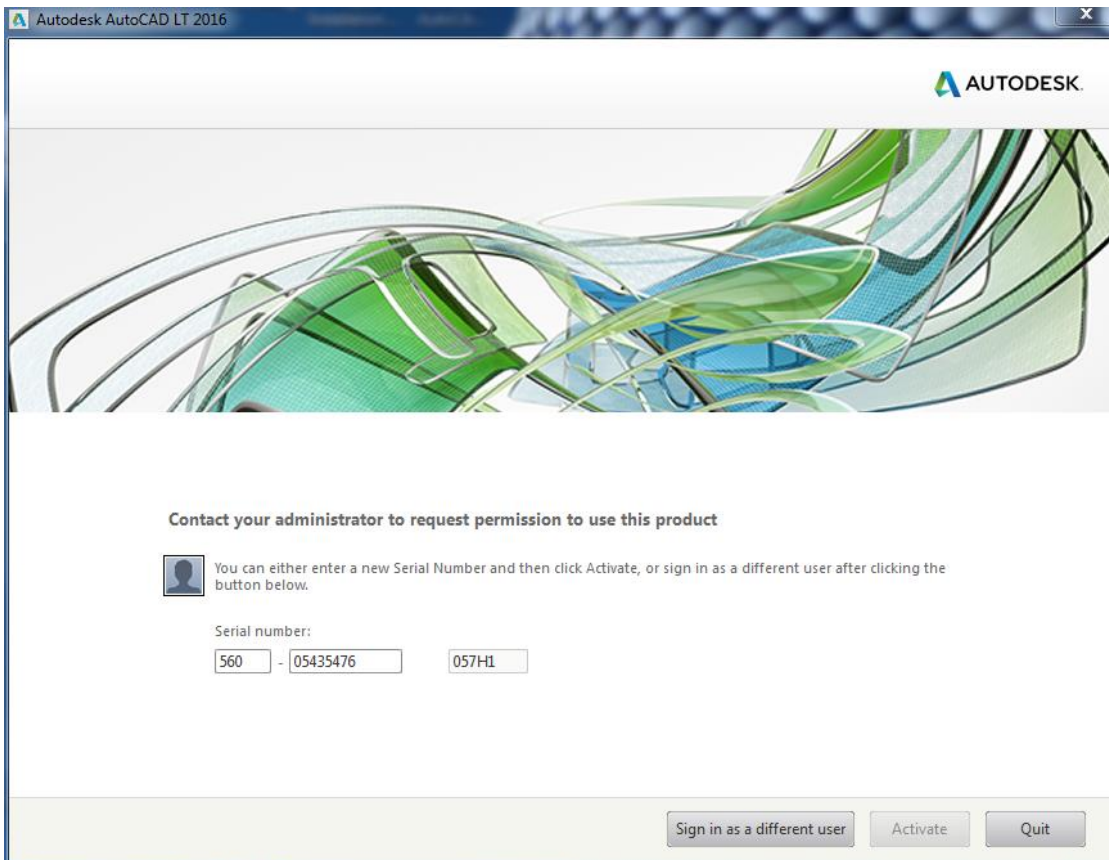 Autodesk AutoCAD LT 2016
x
AUTODESK.
Contact your administrator to request permission to use this product
You can either enter a new Serial Number and then click Activate, or sign in as a different user after clicking the
button below.
Serial number:
560 - 05435476 057H1
Sign in as a different user Activate Quit